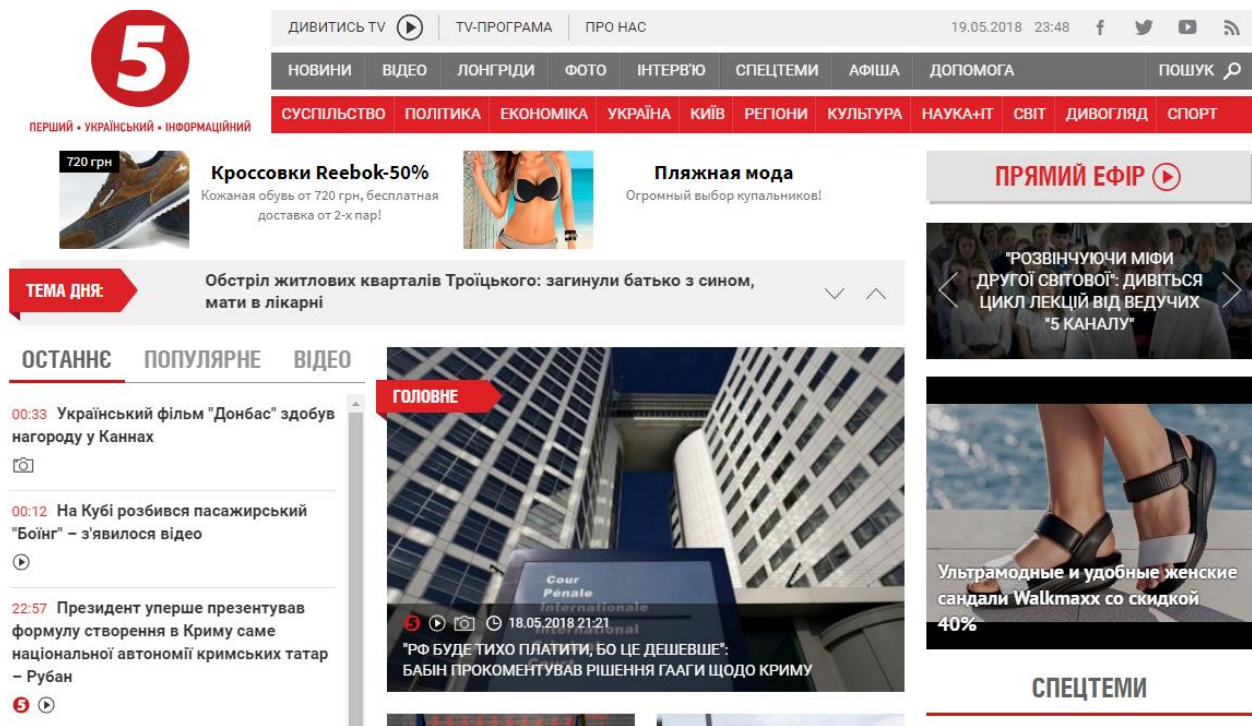 5
ПЕРШИЙ • УКРАЇНСЬКИЙ • ІНФОРМАЦІЙНИЙ
ДИВИТИСЬ TV
TV-ПРОГРАМА
ПРО НАС
19.05.2018 23:48
НОВИНИ ВІДЕО ЛОНГРІДИ ФОТО ІНТЕРВ'Ю СПЕЦТЕМИ АФІША ДОПОМОГА ПОШУК
СУСПІЛЬСТВО ПОЛІТИКА ЕКОНОМІКА УКРАЇНА КИЇВ РЕГІОНИ КУЛЬТУРА НАУКА+ІТ СВІТ ДИВОГЛЯД СПОРТ
720 грн
Кроссовки Reebok-50%
Кожаная обувь от 720 грн, бесплатная
доставка от 2-х пар!
Пляжная мода
Огромный выбор купальников!
ПРЯМИЙ ЕФІР
ТЕМА ДНЯ:
Обстріл житлових кварталів Троїцького: загинули батько з сином,
мати в лікарні
"РОЗВІНЧУЮЧИ МІФИ
ДРУГОЇ СВІТОВОЇ": ДИВІТЬСЯ
ЦИКЛ ЛЕКЦІЙ ВІД ВЕДУЧИХ
"5 КАНАЛУ"
ОСТАННЄ ПОПУЛЯРНЕ ВІДЕО
00:33 Український фільм "Донбас" здобув
нагороду у Каннах
00:12 На Кубі розбився пасажирський
"Боїнг" – з'явилося відео
22:57 Президент уперше презентував
формулу створення в Криму саме
національної автономії кримських татар
– Рубан
5
ГОЛОВНЕ
Cour
Pénale
Internationale
International
Criminal
Court
5 18.05.2018 21:21
"РФ БУДЕ ТИХО ПЛАТИТИ, БО ЦЕ ДЕШЕВШЕ":
БАБІН ПРОКОМЕНТУВАВ РІШЕННЯ ГААГИ ЩОДО КРИМУ
Ультрамодные и удобные женские
сандали Walkmaxx со скидкой
40%
СПЕЦТЕМИ